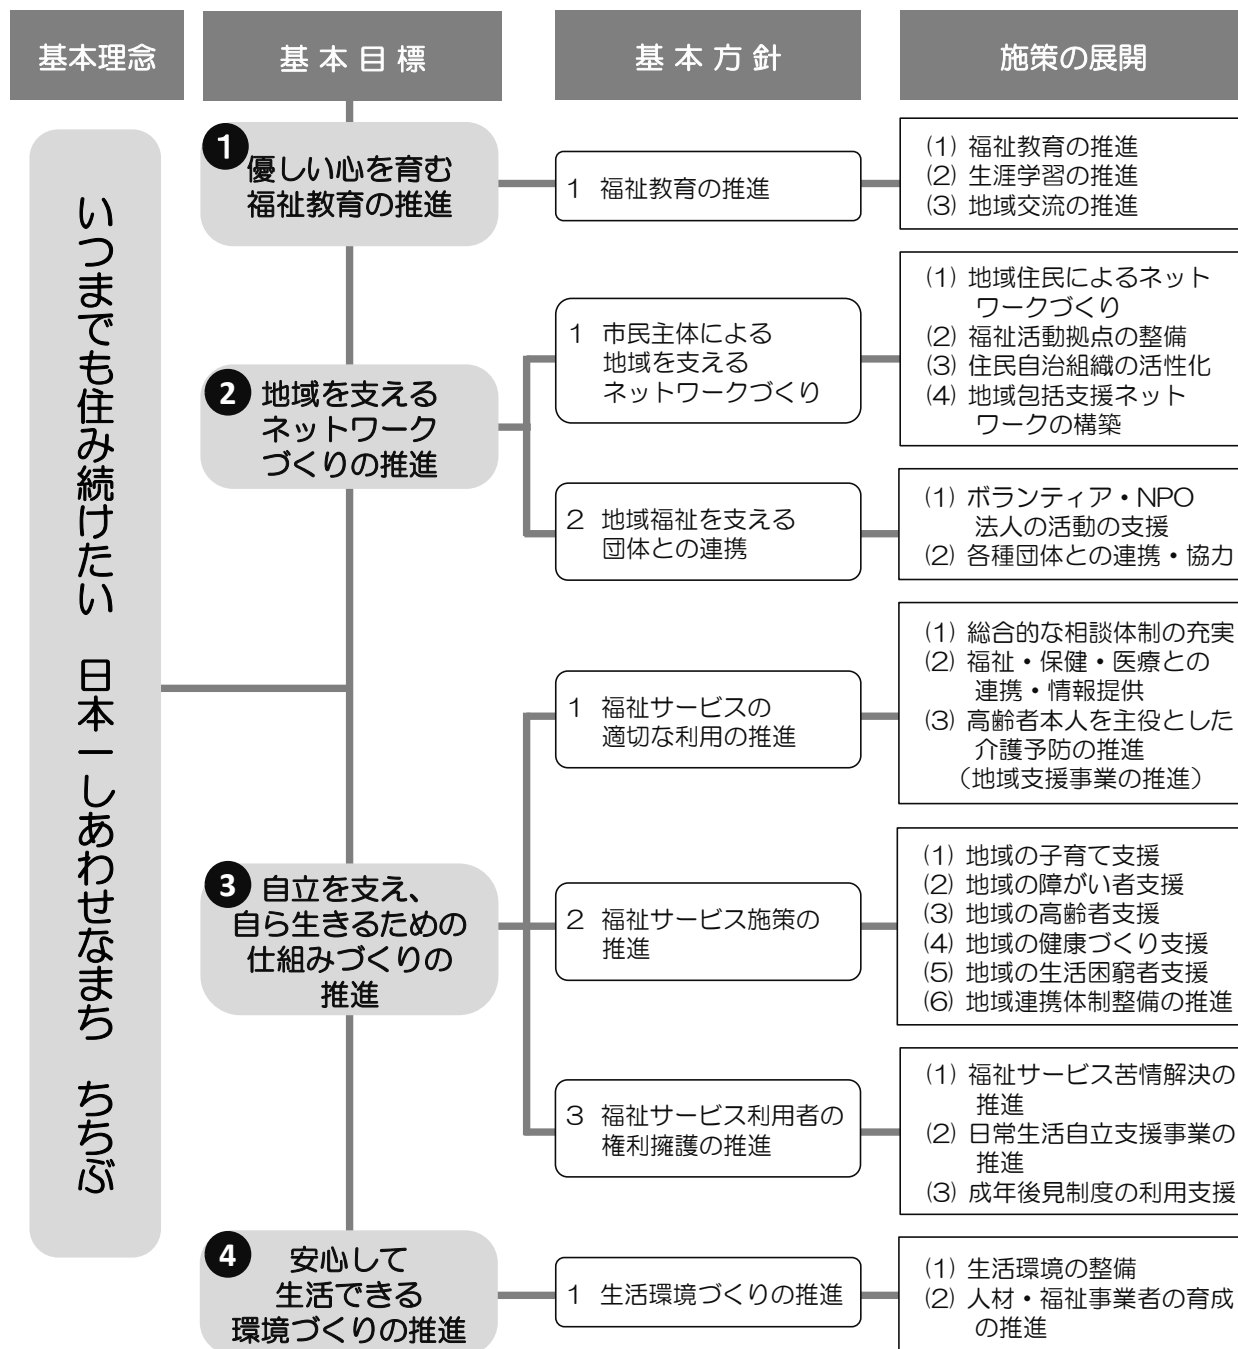 基本理念
基本目標
基本方針
施策の展開
いつまでも住み続けたい　日本一しあわせなまち　ちちぶ
1
優しい心を育む
福祉教育の推進
1 福祉教育の推進
(1) 福祉教育の推進
(2) 生涯学習の推進
(3) 地域交流の推進
2
地域を支える
ネットワーク
づくりの推進
1 市民主体による
地域を支える
ネットワークづくり
(1) 地域住民によるネット
ワークづくり
(2) 福祉活動拠点の整備
(3) 住民自治組織の活性化
(4) 地域包括支援ネット
ワークの構築
2 地域福祉を支える
団体との連携
(1) ボランティア・NPO
法人の活動の支援
(2) 各種団体との連携・協力
3
自立を支え、
自ら生きるための
仕組みづくりの
推進
1 福祉サービスの
適切な利用の推進
(1) 総合的な相談体制の充実
(2) 福祉・保健・医療との
連携・情報提供
(3) 高齢者本人を主役とした
介護予防の推進
（地域支援事業の推進）
2 福祉サービス施策の
推進
(1) 地域の子育て支援
(2) 地域の障がい者支援
(3) 地域の高齢者支援
(4) 地域の健康づくり支援
(5) 地域の生活困窮者支援
(6) 地域連携体制整備の推進
3 福祉サービス利用者の
権利擁護の推進
(1) 福祉サービス苦情解決の
推進
(2) 日常生活自立支援事業の
推進
(3) 成年後見制度の利用支援
4
安心して
生活できる
環境づくりの推進
1 生活環境づくりの推進
(1) 生活環境の整備
(2) 人材・福祉事業者の育成
の推進